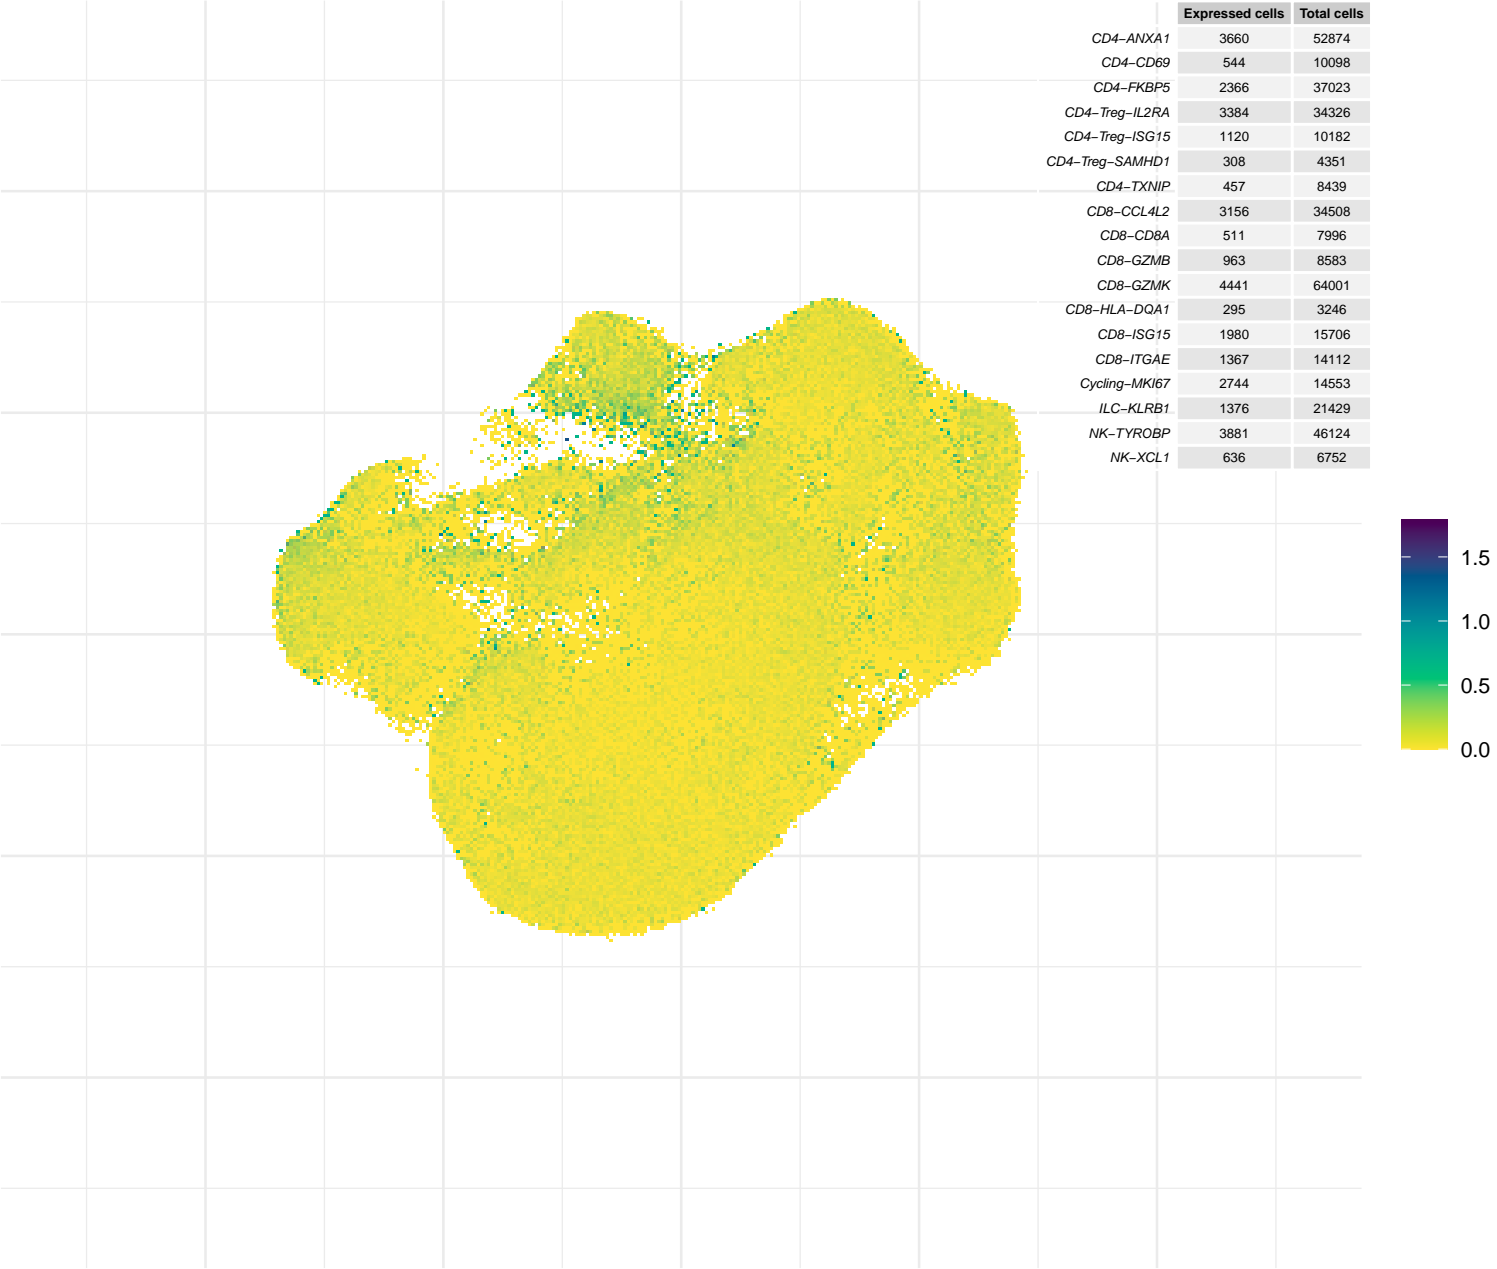 Expressed cells Total cells
CD4−ANXA1 3660 52874
CD4−CD69 544 10098
CD4−FKBP5 2366 37023
CD4−Treg−IL2RA 3384 34326
CD4−Treg−ISG15 1120 10182
CD4−Treg−SAMHD1 308 4351
CD4−TXNIP 457 8439
CD8−CCL4L2 3156 34508
CD8−CD8A 511 7996
CD8−GZMB 963 8583
CD8−GZMK 4441 64001
CD8−HLA−DQA1 295 3246
CD8−ISG15 1980 15706
CD8−ITGAE 1367 14112
Cycling−MKI67 2744 14553
ILC−KLRB1 1376 21429
NK−TYROBP 3881 46124
NK−XCL1 636 6752
1.5
1.0
0.5
0.0